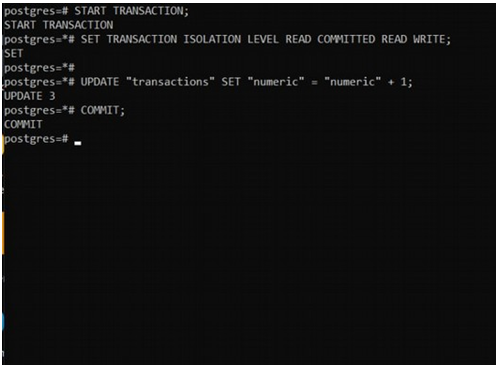 postgres=# START TRANSACTION;
START TRANSACTION
postgres=*# SET TRANSACTION ISOLATION LEVEL READ COMMITTED READ WRITE;
SET
postgres=*#
postgres=*# UPDATE "transactions" SET "numeric" = "numeric" + 1;
UPDATE 3
postgres=*# COMMIT;
COMMIT
postgres=#